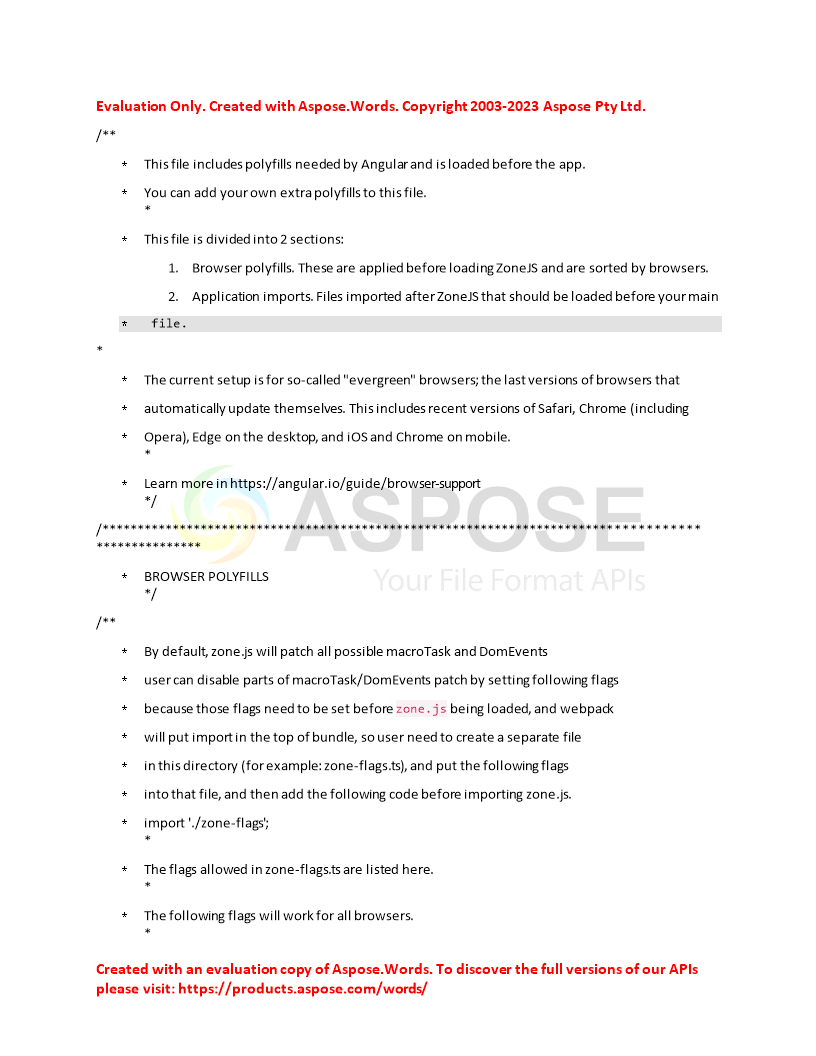 Evaluation Only. Created with Aspose.Words. Copyright 2003-2023 Aspose Pty Ltd.
/**
* This file includes polyfills needed by Angular and is loaded before the app.
* You can add your own extra polyfills to this file.
*
* This file is divided into 2 sections:
1. Browser polyfills. These are applied before loading ZoneJS and are sorted by browsers.
2. Application imports. Files imported after ZoneJS that should be loaded before your main
* file.
*
* The current setup is for so-called "evergreen" browsers; the last versions of browsers that
* automatically update themselves. This includes recent versions of Safari, Chrome (including
* Opera), Edge on the desktop, and iOS and Chrome on mobile.
*
* Learn more in https://angular.io/guide/browser-support
*/
ASPOSE
Your File Format APIs
/********************************************************************
***************
* BROWSER POLYFILLS
*/
/**
* By default, zone.js will patch all possible macroTask and DomEvents
* user can disable parts of macroTask/DomEvents patch by setting following flags
* because those flags need to be set before zone.js being loaded, and webpack
* will put import in the top of bundle, so user need to create a separate file
* in this directory (for example: zone-flags.ts), and put the following flags
* into that file, and then add the following code before importing zone.js.
* import './zone-flags';
*
* The flags allowed in zone-flags.ts are listed here.
*
* The following flags will work for all browsers.
*
Created with an evaluation copy of Aspose.Words. To discover the full versions of our APIs
please visit: https://products.aspose.com/words/